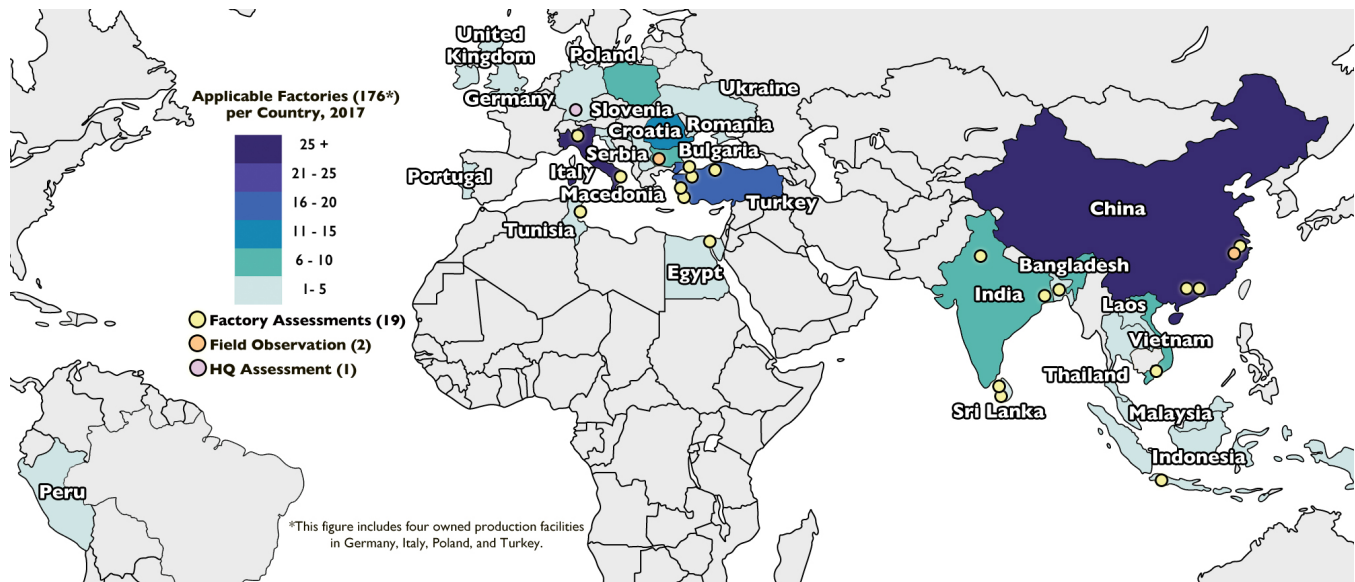 United
Kingdom
Poland
Ukraine
Germany
Slovenia
Croatia
Romania
Serbia
Bulgaria
Portugal
Italy
Macedonia
Turkey
Tunisia
Egypt
China
Bangladesh
India
Laos
Vietnam
Thailand
Sri Lanka
Malaysia
Indonesia
Peru
Applicable Factories (176*)
per Country, 2017
25 +
21 - 25
16 - 20
11 - 15
6 - 10
1- 5
Factory Assessments (19)
Field Observation (2)
HQ Assessment (1)
*This figure includes four owned production facilities
in Germany, Italy, Poland, and Turkey.